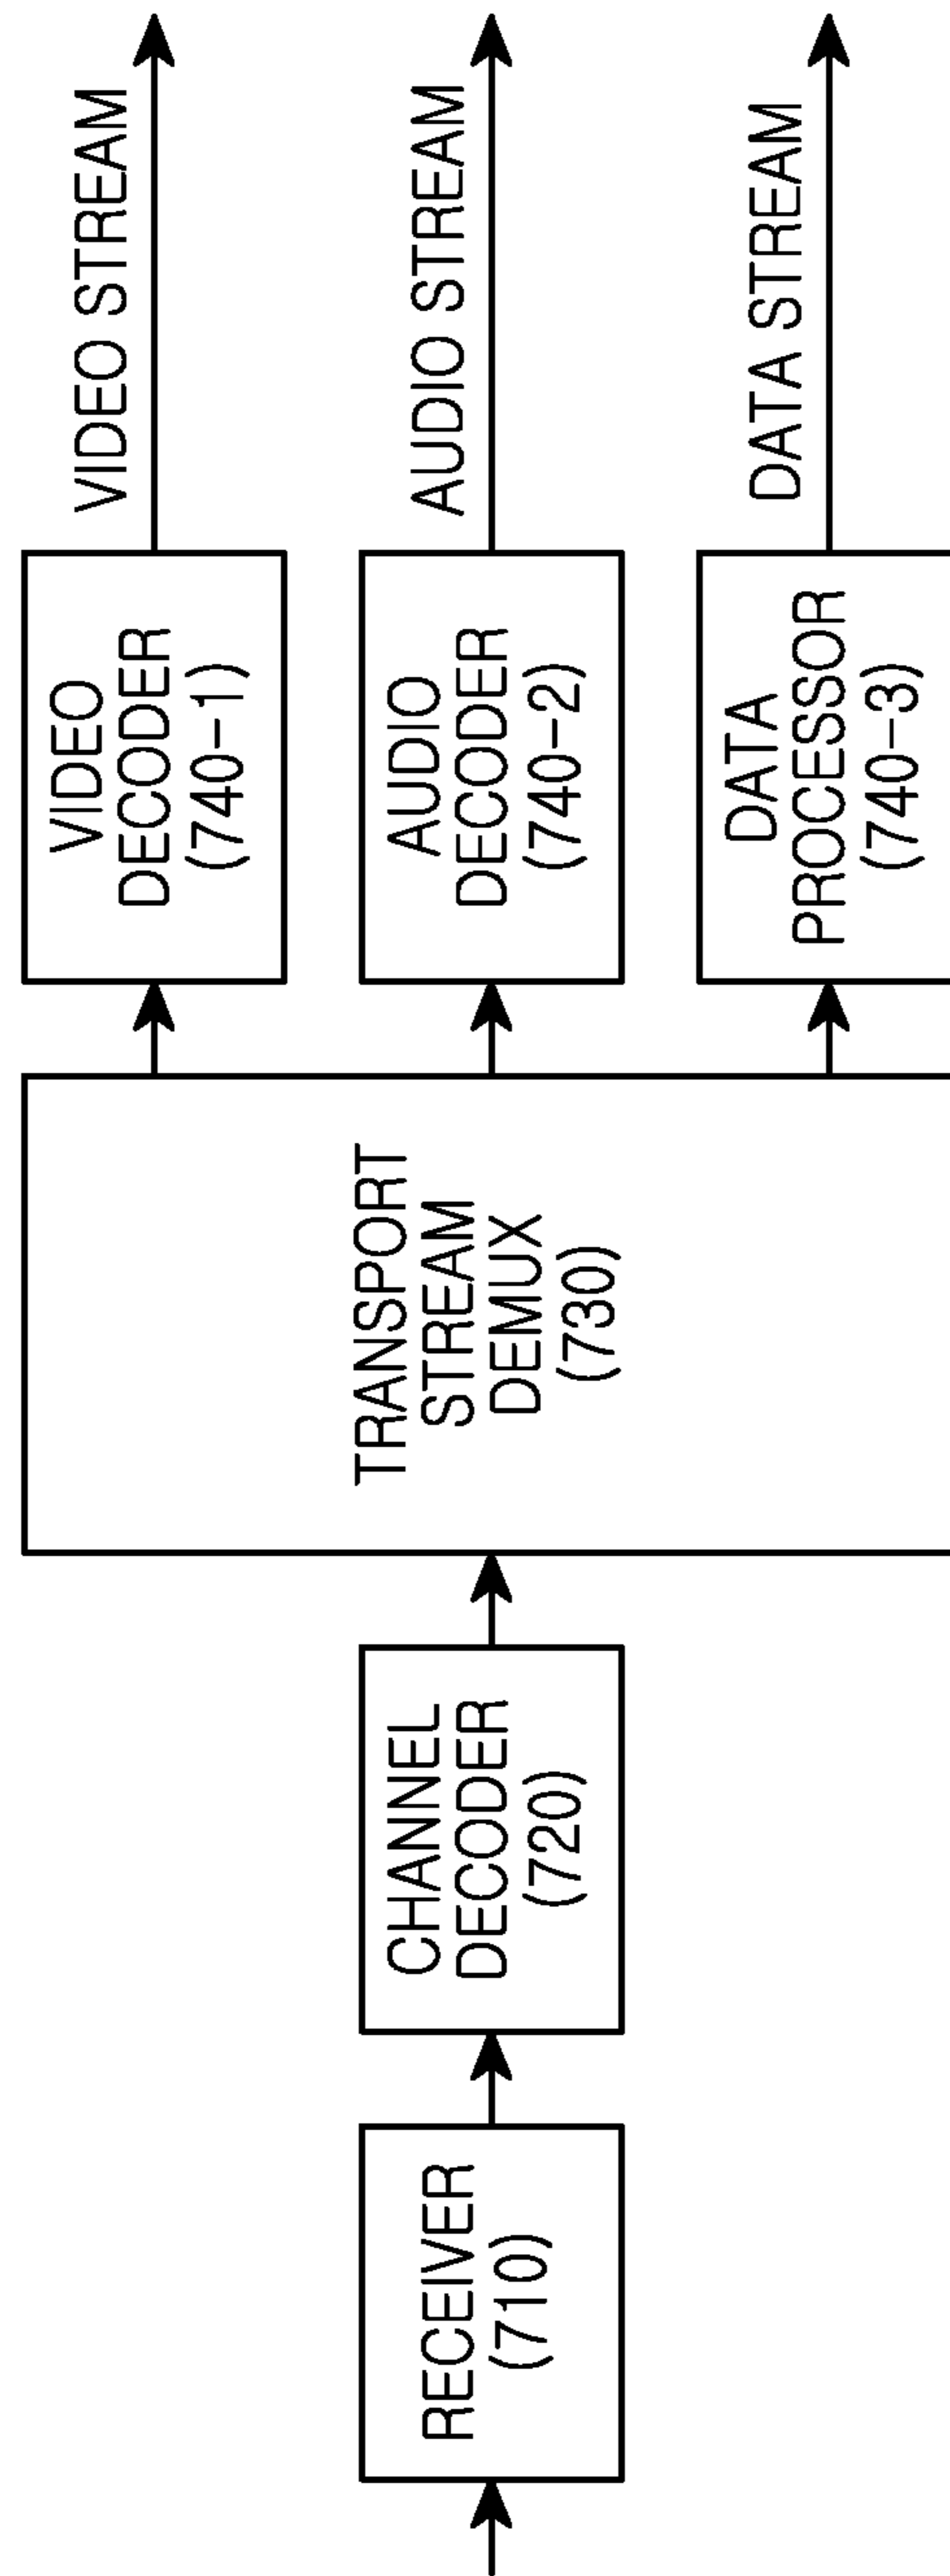 RECEIVER
(710)
CHANNEL
DECODER
(720)
TRANSPORT
STREAM
DEMUX
(730)
VIDEO
DECODER
(740-1)
VIDEO STREAM
AUDIO
DECODER
(740-2)
AUDIO STREAM
DATA
PROCESSOR
(740-3)
DATA STREAM